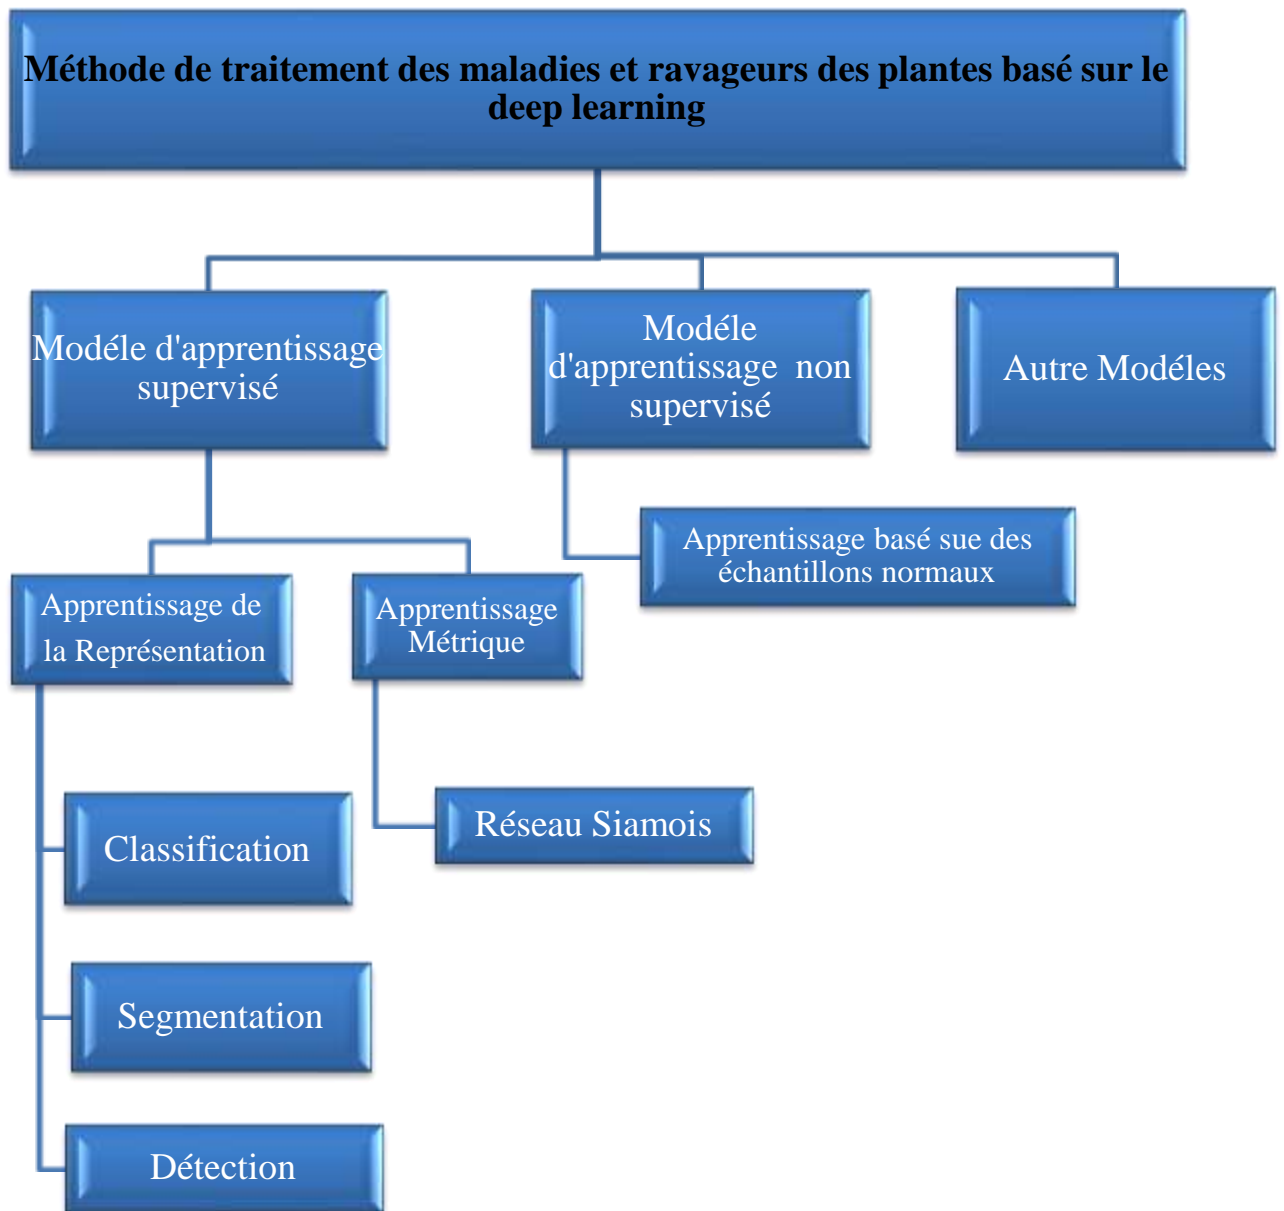 Méthode de traitement des maladies et ravageurs des plantes basé sur le
deep learning
Modéle d'apprentissage
supervisé
Modéle
d'apprentissage non
supervisé
Autre Modéles
Apprentissage basé sue des
échantillons normaux
Apprentissage de
la Représentation
Apprentissage
Métrique
Classification
Réseau Siamois
Segmentation
Détection